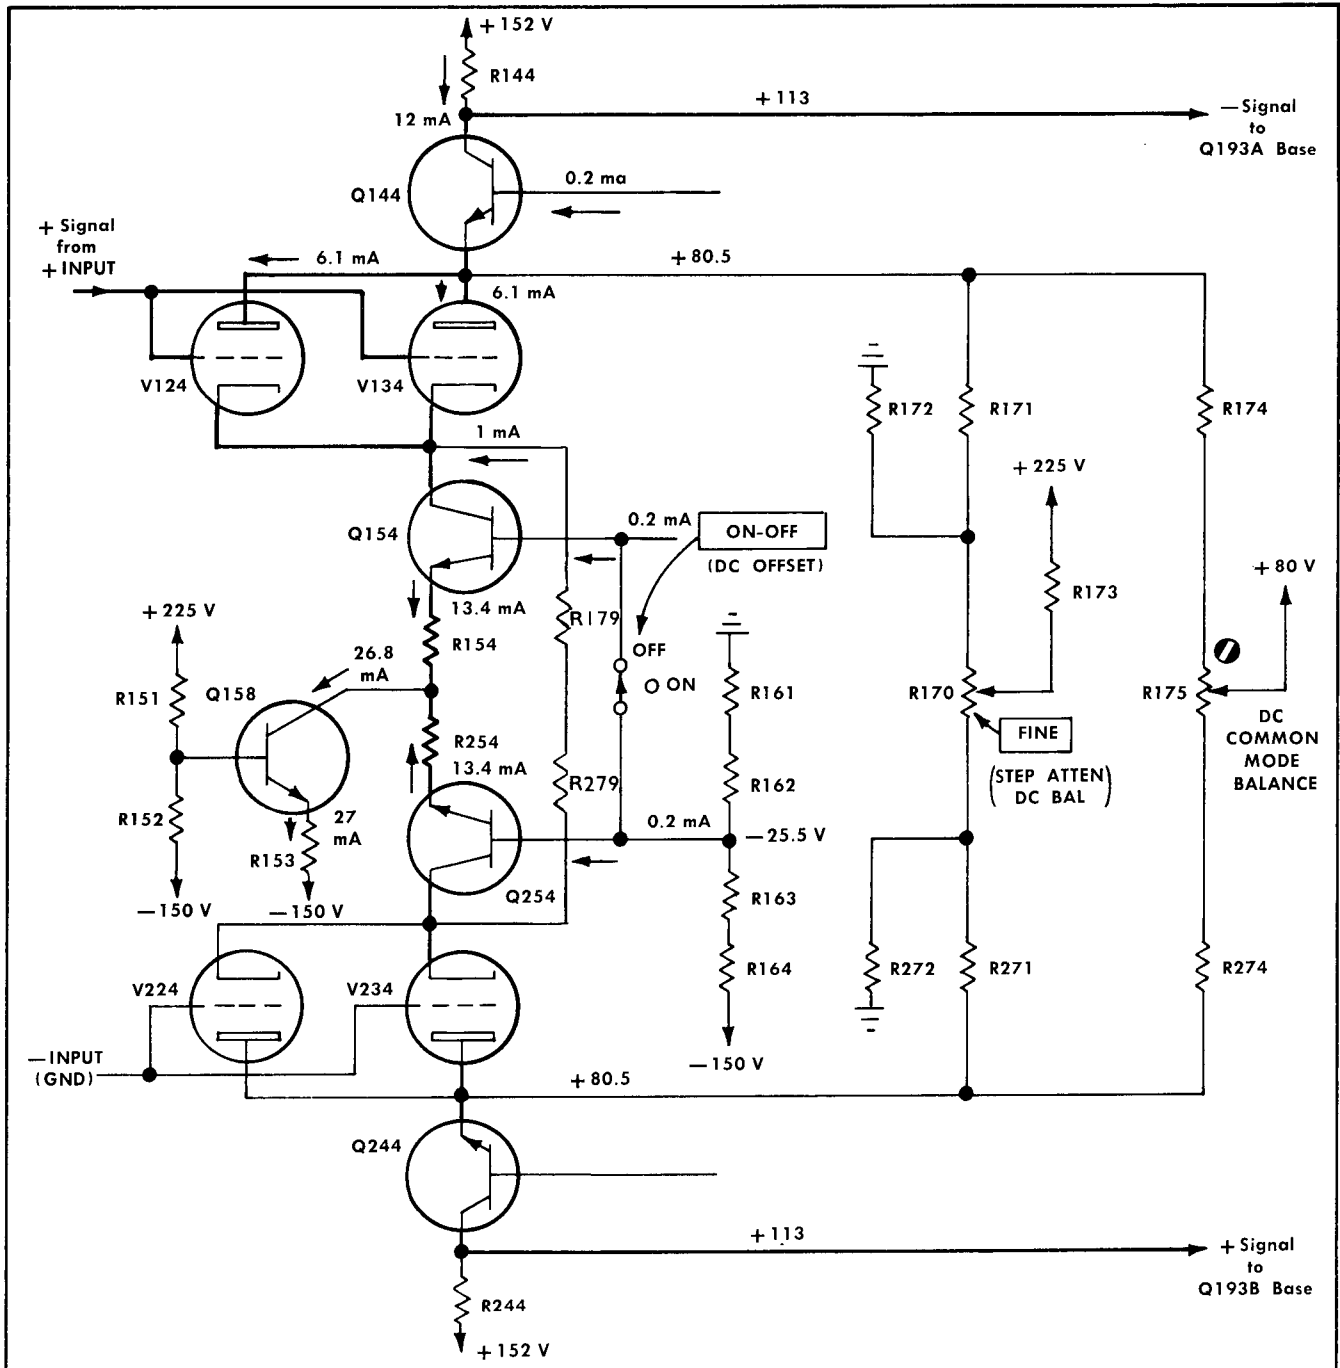 +152 V
R144
+113
12 mA
—Signal
to
Q193A Base
Q144
0.2 ma
+ Signal
from
+ INPUT
6.1 mA
+80.5
6.1 mA
V124
V134
R172
R171
R174
1 mA
+225 V
Q154
0.2 mA
ON-OFF
(DC OFFSET)
+80 V
R173
13.4 mA
R179
+225 V
R154
OFF
26.8
mA
ON
R151
Q158
R161
R170
R175
R254
FINE
DC
COMMON
MODE
BALANCE
13.4 mA
R279
R162
(STEP ATTEN
DC BAL)
R152
27
mA
0.2 mA
—25.5 V
R153
Q254
R163
—150 V
—150 V
V224
V234
R164
R272
R271
R274
—INPUT
(GND)
—150 V
+80.5
Q244
+113
+Signal
to
Q193B Base
R244
+152 V